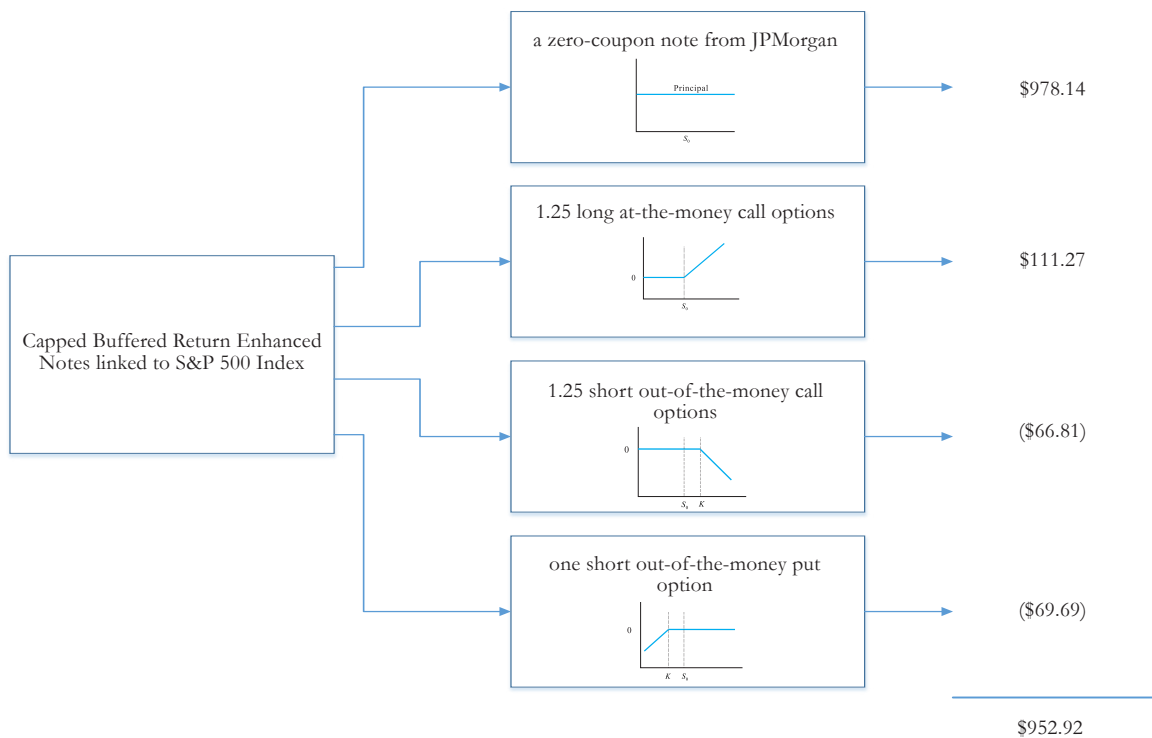 a zero-coupon note from JPMorgan
Principal
S₀
$978.14
1.25 long at-the-money call options
0
S₀
$111.27
Capped Buffered Return Enhanced
Notes linked to S&P 500 Index
1.25 short out-of-the-money call
options
0
S₀ K
($66.81)
one short out-of-the-money put
option
0
K S₀
($69.69)
$952.92